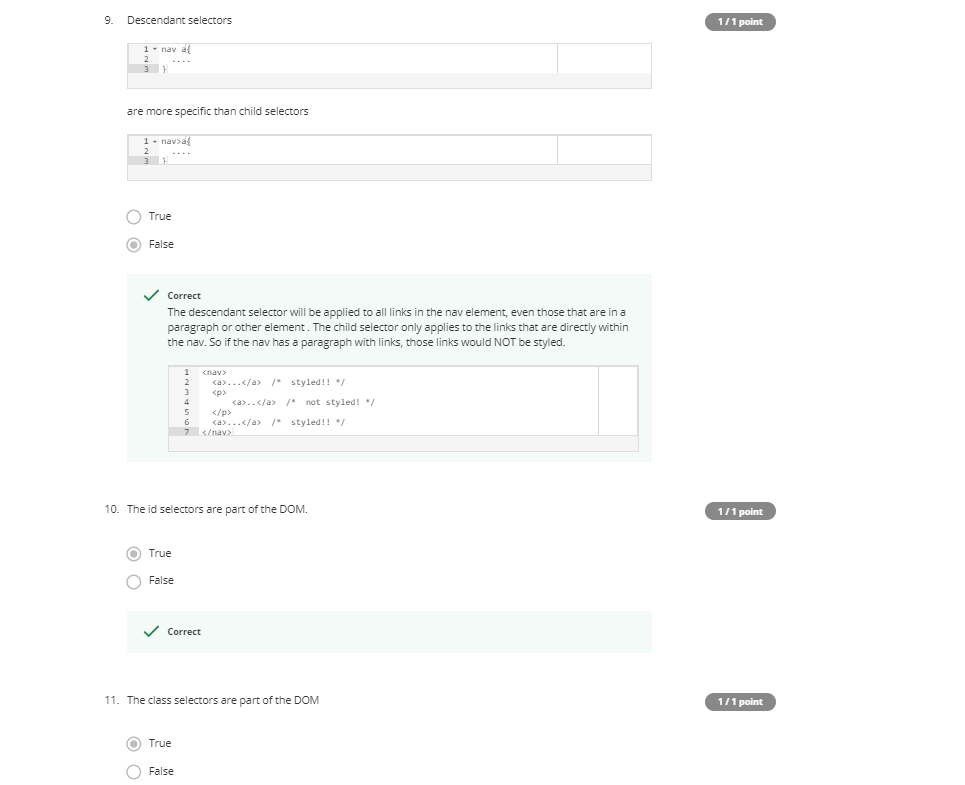 9. Descendant selectors
1/1 point
1 nav a{
2 ....
3 }
are more specific than child selectors
1 nav>a{
2 ....
3 }
True
False
Correct
The descendant selector will be applied to all links in the nav element, even those that are in a
paragraph or other element . The child selector only applies to the links that are directly within
the nav. So if the nav has a paragraph with links, those links would NOT be styled.
1 <nav>
2 <a>...</a> /* styled!! */
3 <p>
4 <a>..</a> /* not styled! */
5 </p>
6 <a>...</a> /* styled!! */
7 </nav>
10. The id selectors are part of the DOM.
1/1 point
True
False
Correct
11. The class selectors are part of the DOM
1/1 point
True
False